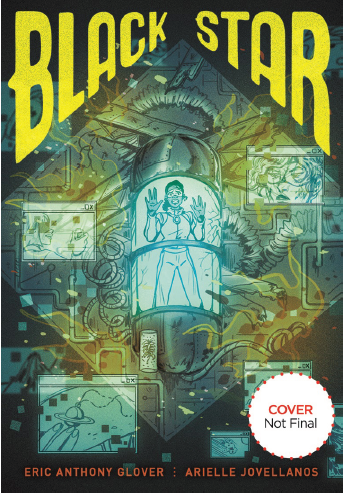 BLACK STAR
COVER
Not Final
ERIC ANTHONY GLOVER : ARIELLE JOVELLANOS